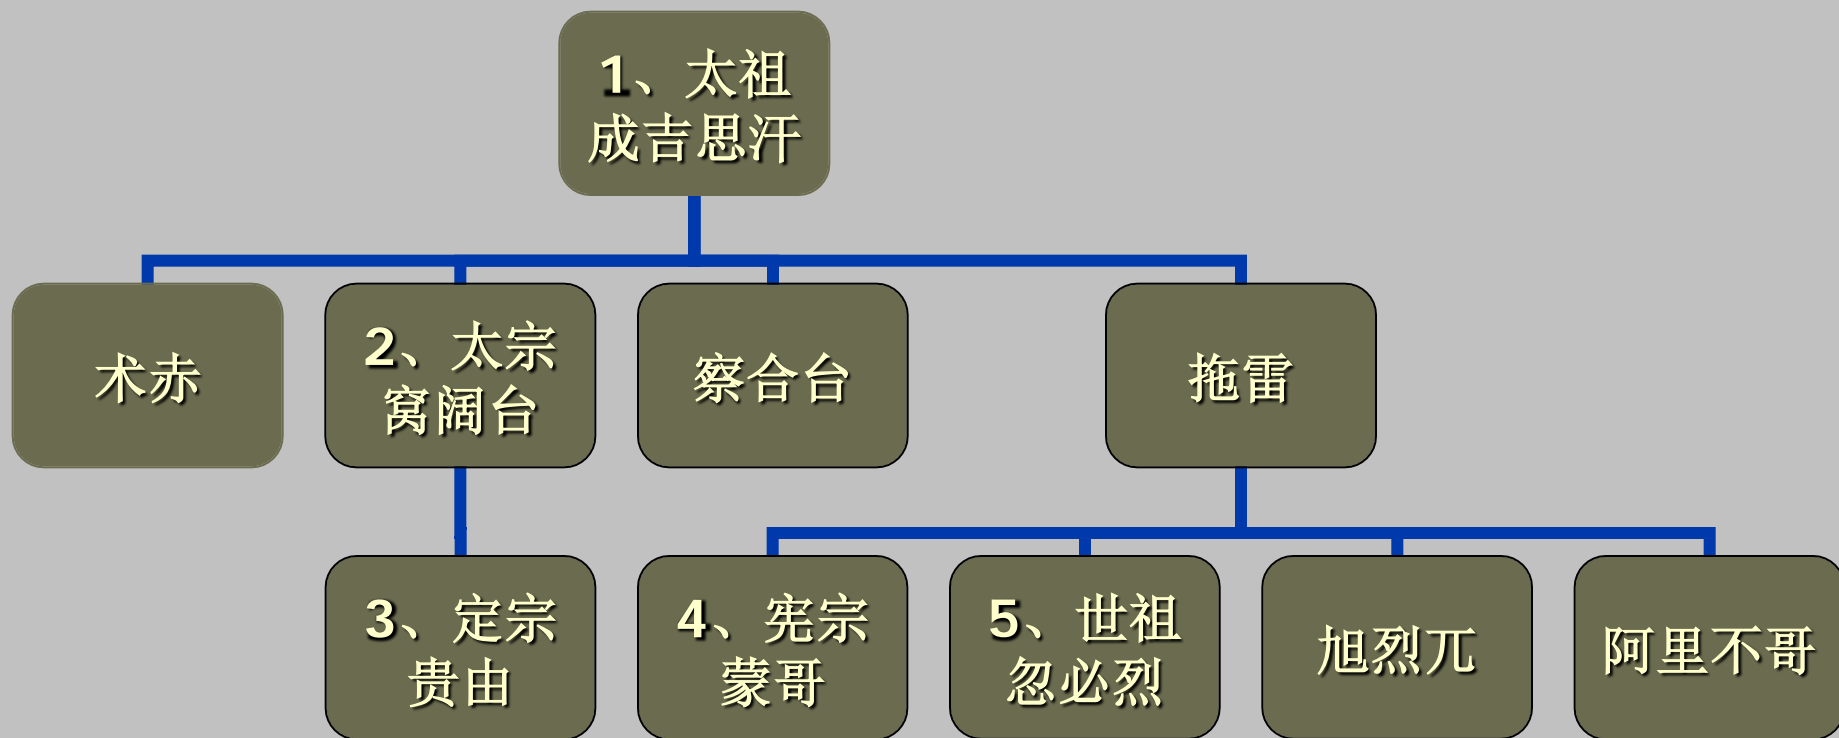 1、太祖
成吉思汗
术赤
2、太宗
窝阔台
察合台
拖雷
3、定宗
贵由
4、宪宗
蒙哥
5、世祖
忽必烈
旭烈兀
阿里不哥